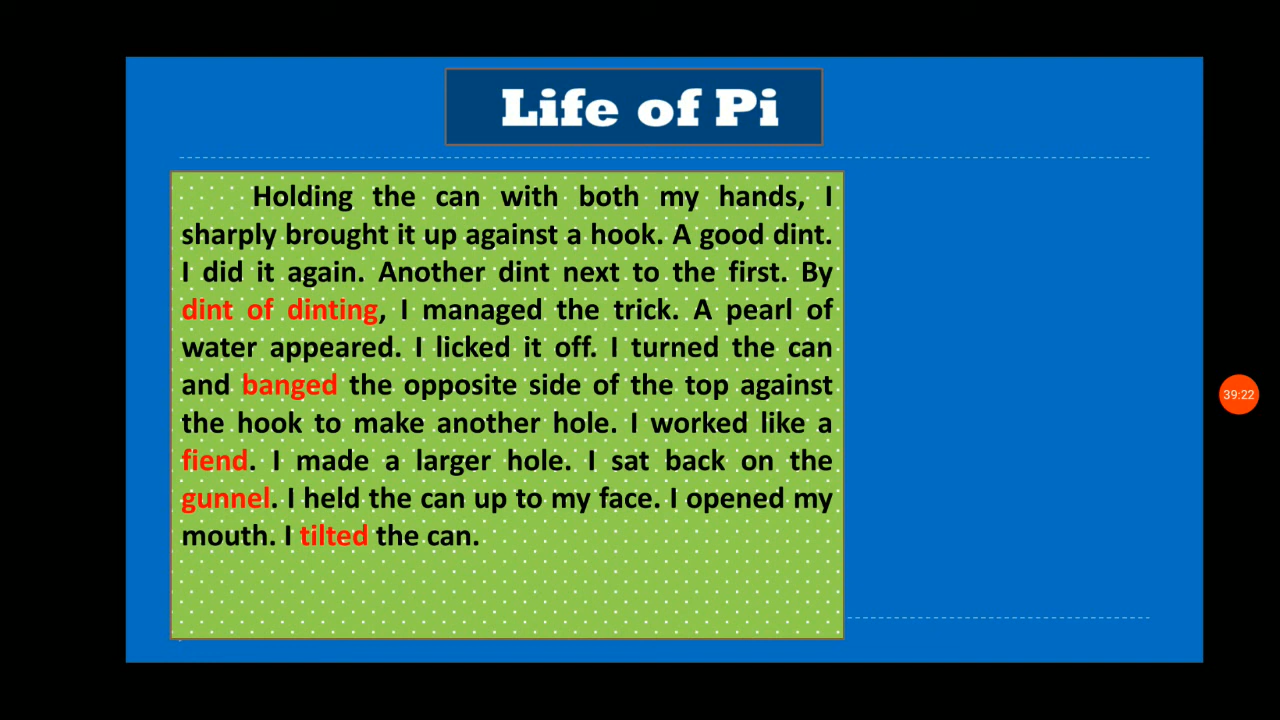 Life of Pi
Holding the can with both my hands, I
sharply brought it up against a hook. A good dint.
I did it again. Another dint next to the first. By
dint of dinting, I managed the trick. A pearl of
water appeared. I licked it off. I turned the can
and banged the opposite side of the top against
the hook to make another hole. I worked like a
fiend. I made a larger hole. I sat back on the
gunnel. I held the can up to my face. I opened my
mouth. I tilted the can.
39:22